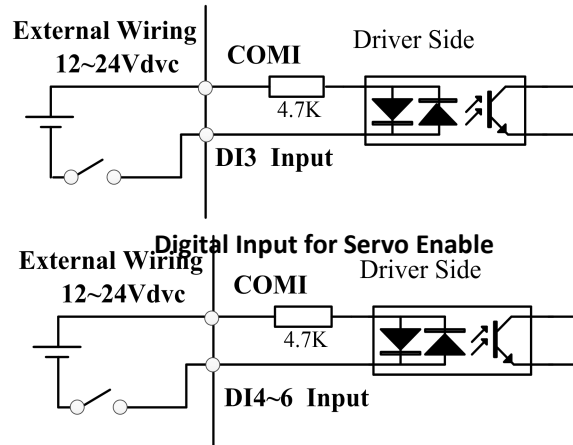 External Wiring
12~24Vdvc
COMI
Driver Side
4.7K
DI3 Input
Digital Input for Servo Enable
External Wiring
12~24Vdvc
COMI
Driver Side
4.7K
DI4~6 Input